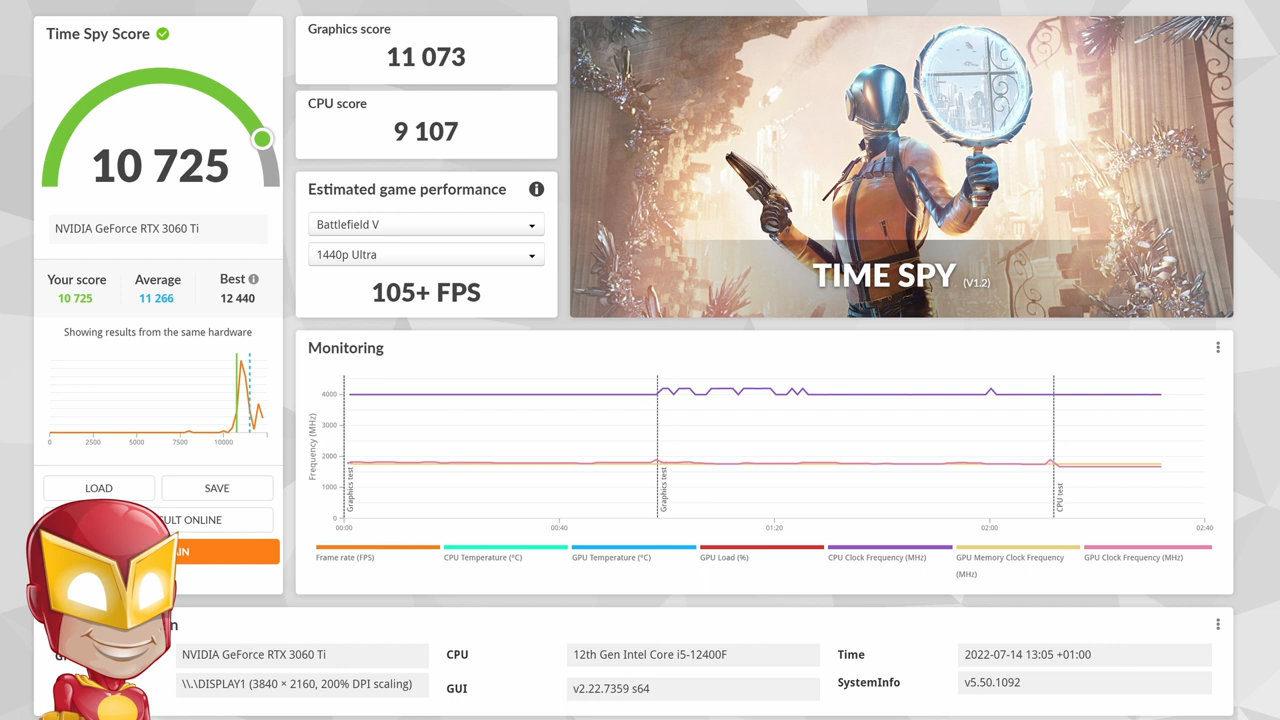 Time Spy Score
10 725
NVIDIA GeForce RTX 3060 Ti
Your score
Average
Best
10 725
11 266
12 440
Showing results from the same hardware
0
2500
5000
7500
10000
LOAD
SAVE
ULT ONLINE
Graphics score
11 073
CPU score
9 107
Estimated game performance
Battlefield V
1440p Ultra
105+ FPS
TIME SPY (V1.2)
Monitoring
Frequency (MHz)
4000
3000
2000
1000
0
Graphics test
Graphics test
CPU test
00:00
00:40
01:20
02:00
02:40
Frame rate (FPS)
CPU Temperature (°C)
GPU Temperature (°C)
GPU Load (%)
CPU Clock Frequency (MHz)
GPU Memory Clock Frequency
(MHz)
GPU Clock Frequency (MHz)
NVIDIA GeForce RTX 3060 Ti
\\.\DISPLAY1 (3840 × 2160, 200% DPI scaling)
CPU
12th Gen Intel Core i5-12400F
GUI
v2.22.7359 s64
Time
2022-07-14 13:05 +01:00
SystemInfo
v5.50.1092